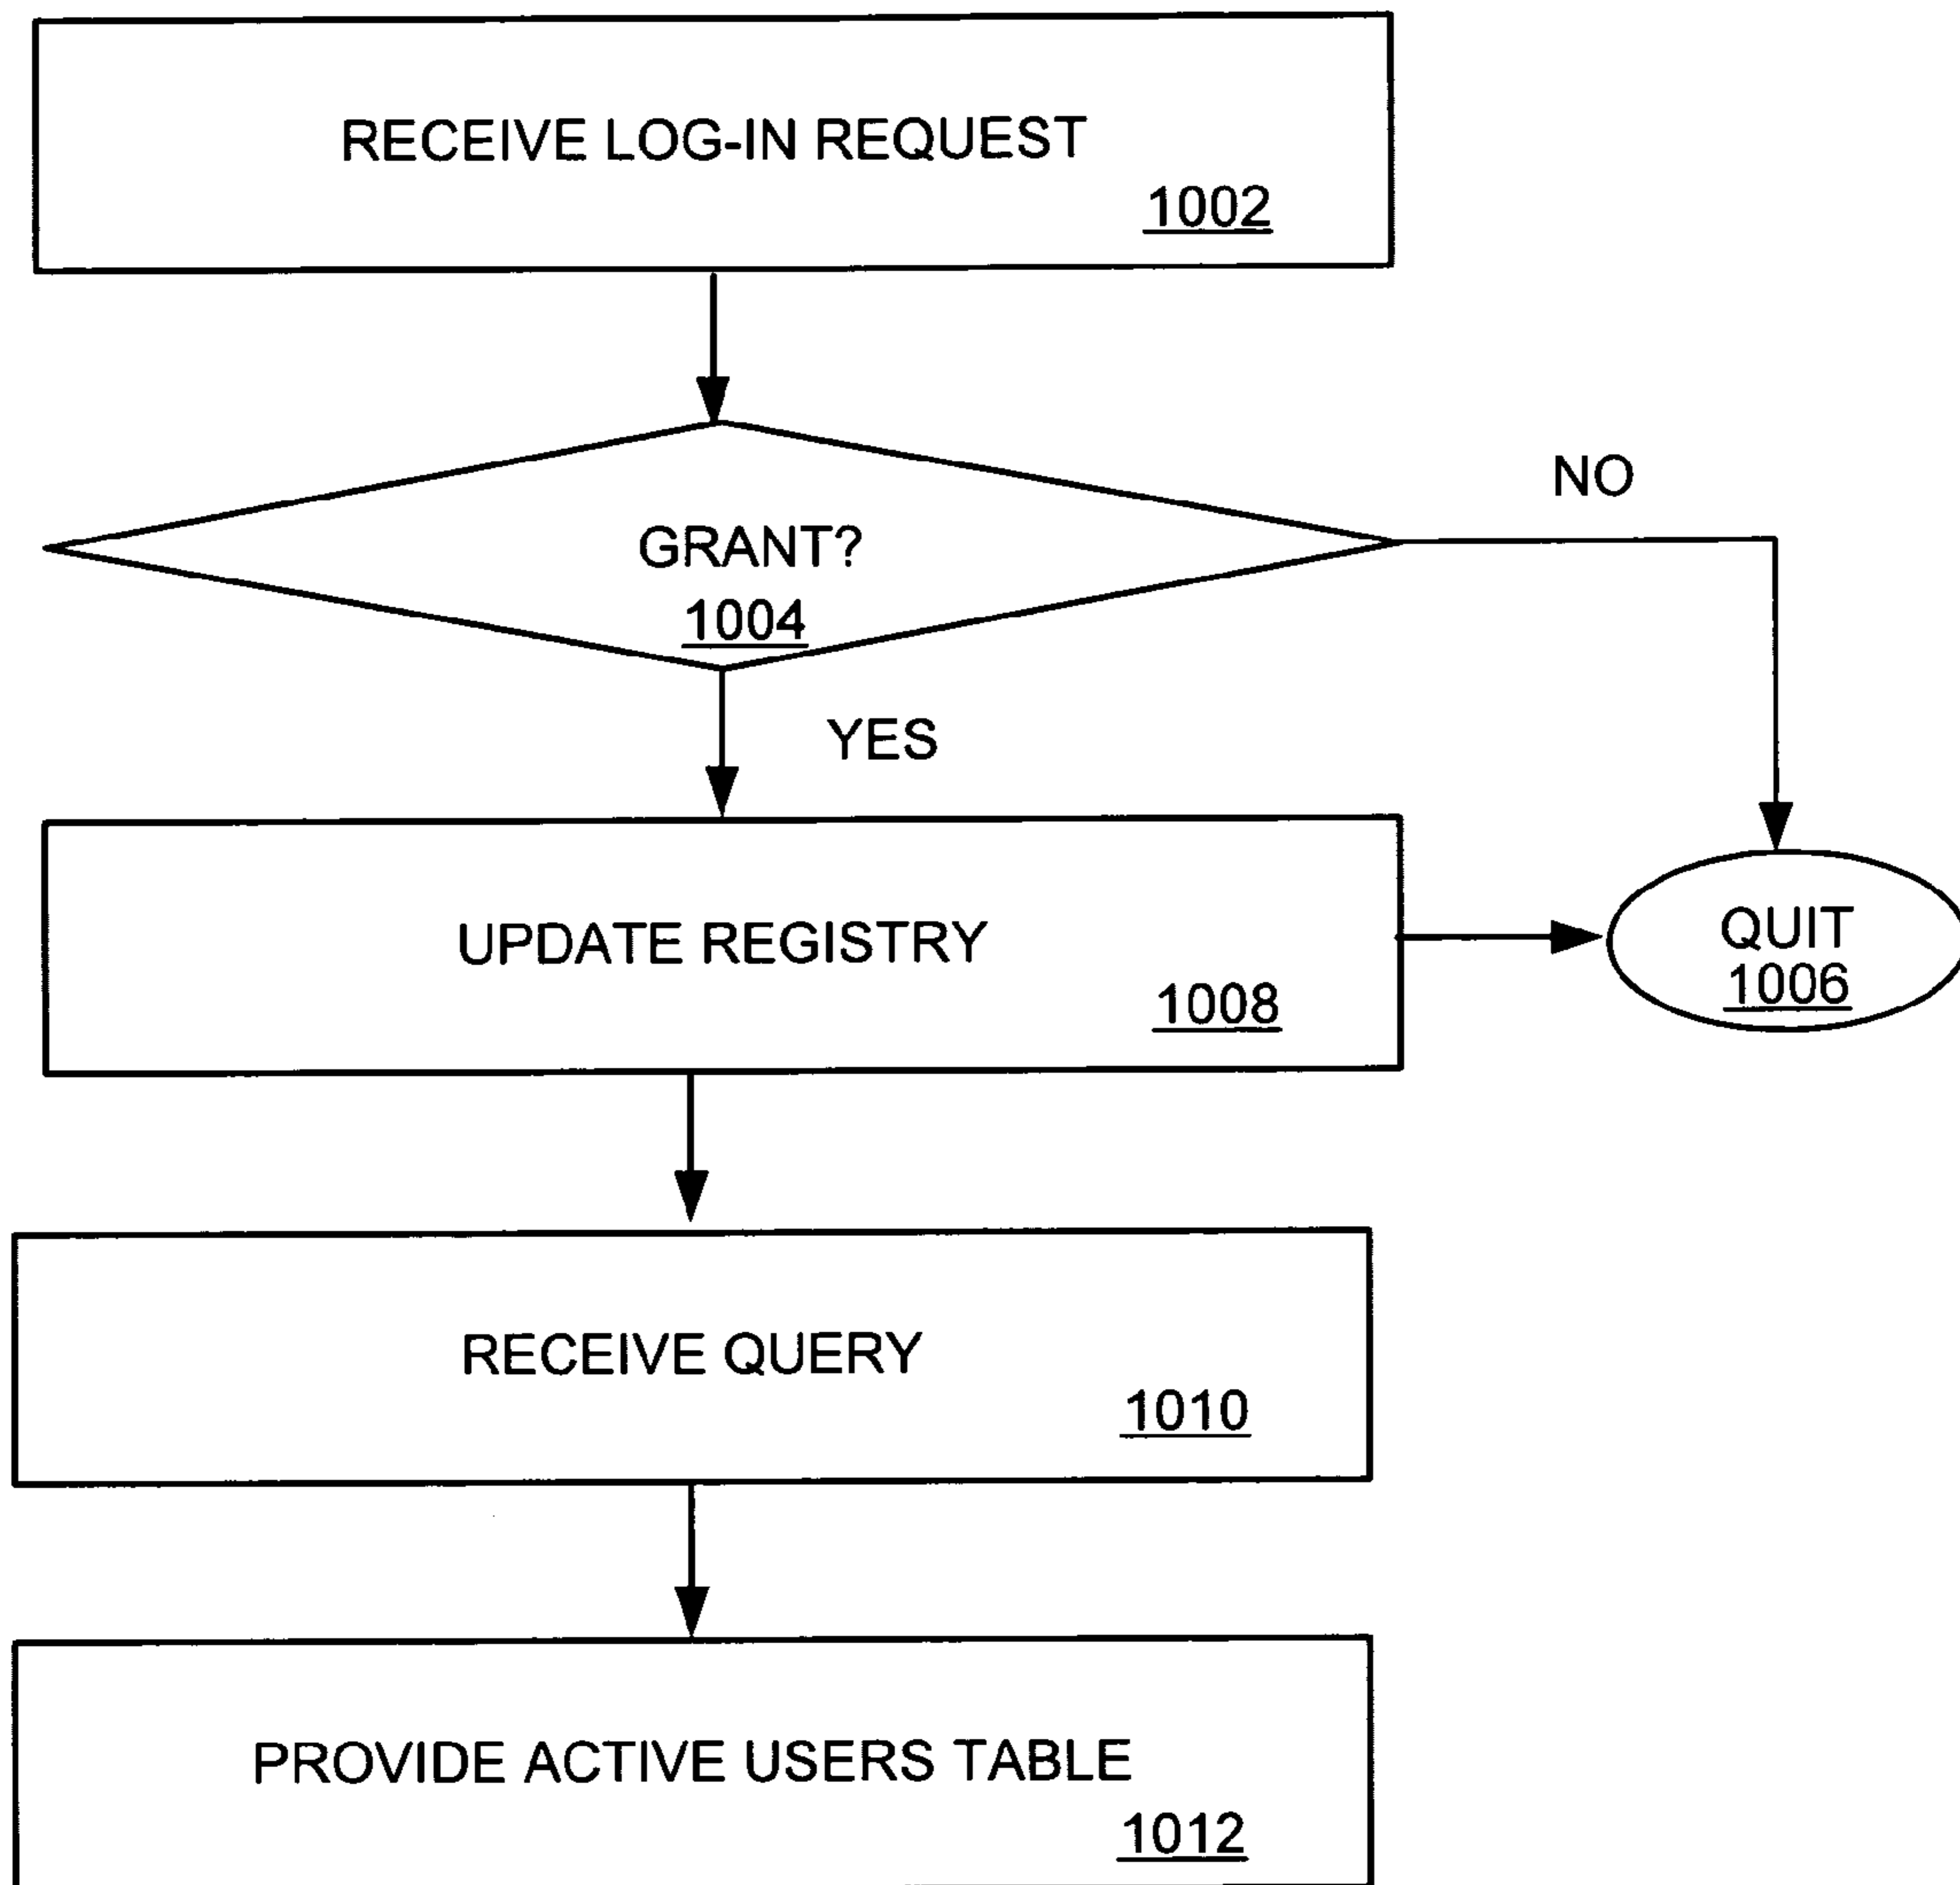 RECEIVE LOG-IN REQUEST
1002
NO
GRANT?
1004
YES
UPDATE REGISTRY
1008
QUIT
1006
RECEIVE QUERY
1010
PROVIDE ACTIVE USERS TABLE
1012